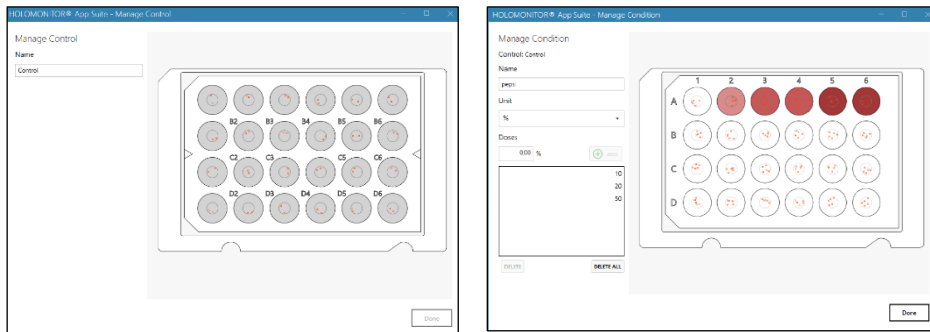 HOLOMONITOR® App Suite - Manage Control
Manage Control
Name
Control
B2 B3 B4 B5 B6
C2 C3 C5 C6
D2 D3 D4 D5 D6
Done
HOLOMONITOR® App Suite - Manage Condition
Manage Condition
Control: Control
Name
pepsi
Unit
%
Doses
0,00 %
10
20
50
DELETE
DELETE ALL
1 2 3 4 5 6
A
B
C
D
Done